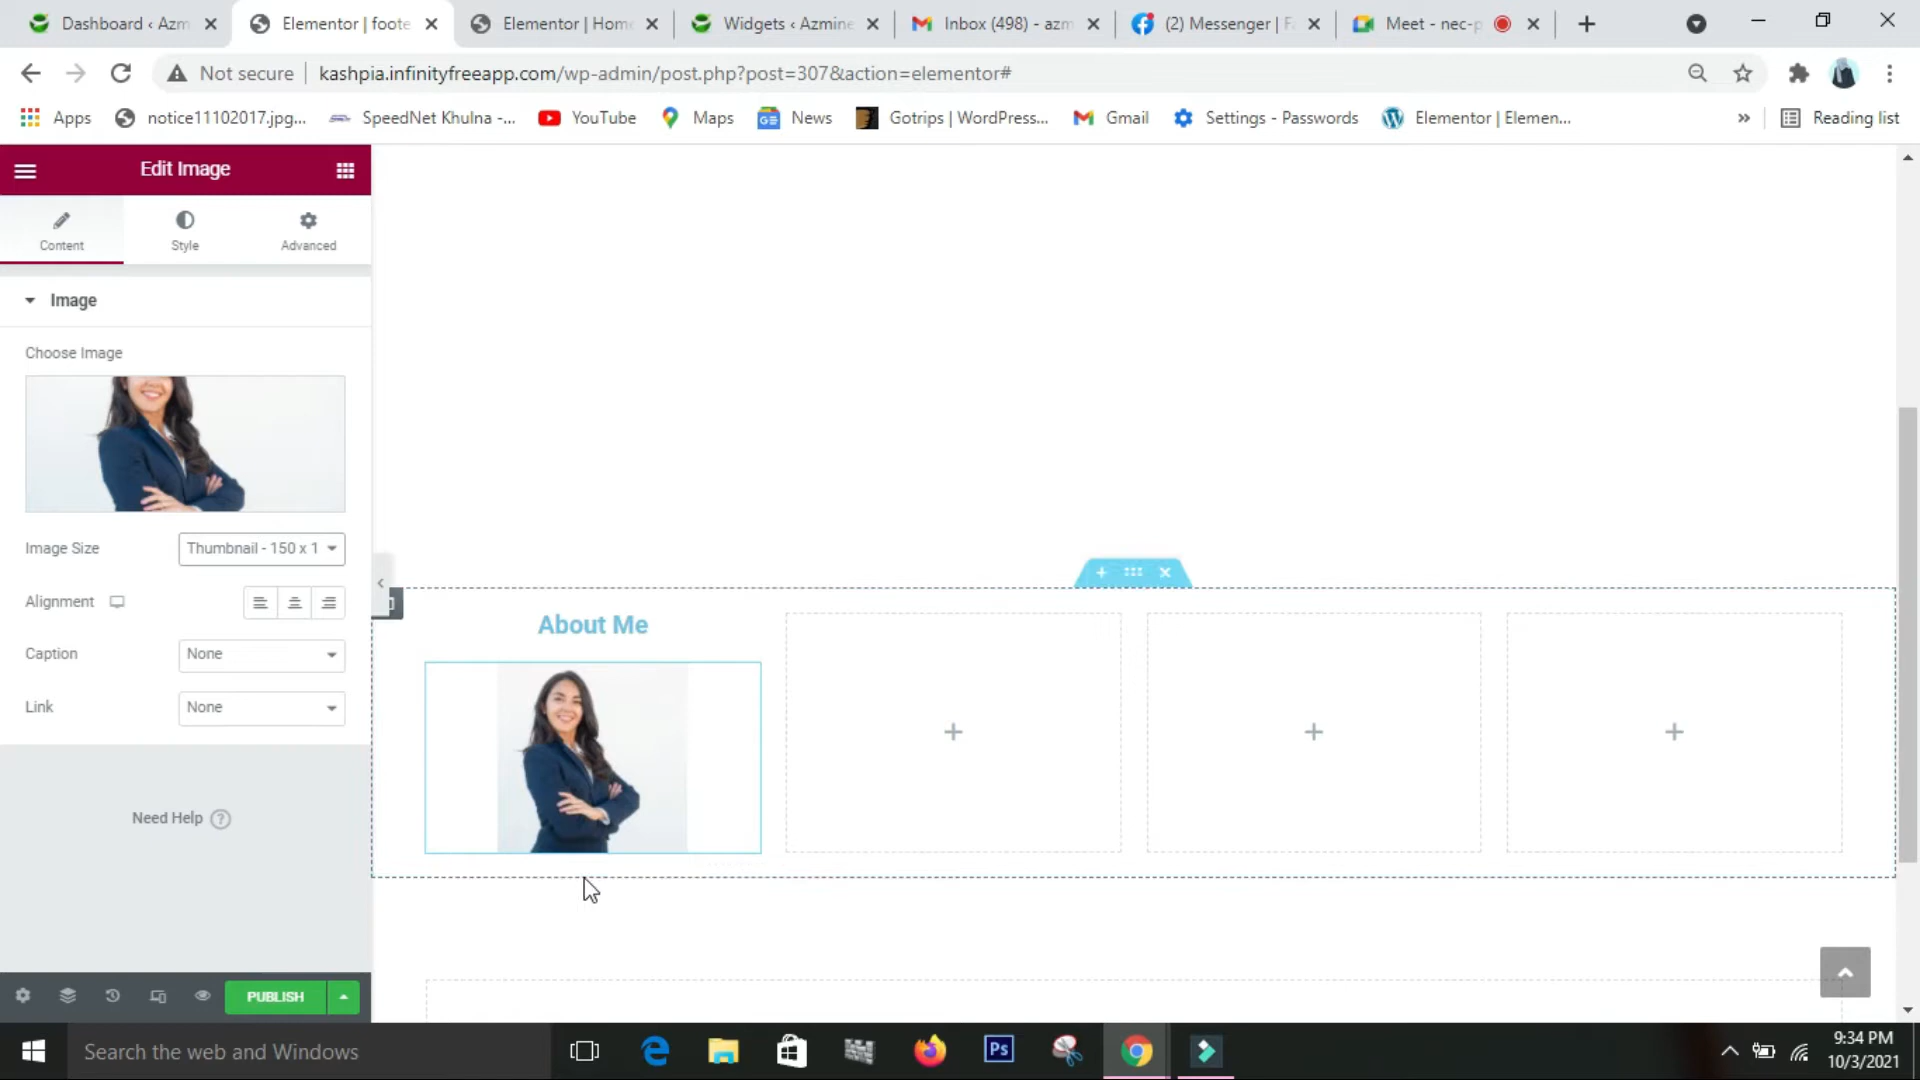 Dashboard ‹ Azm
Elementor | foote
Elementor | Hom
Widgets ‹ Azmine
Inbox (498) - azm
(2) Messenger | Fa
Meet - nec-p
Not secure
kashpia.infinityfreeapp.com/wp-admin/post.php?post=307&action=elementor#
Apps
notice11102017.jpg...
SpeedNet Khulna -...
YouTube
Maps
News
Gotrips | WordPress...
Gmail
Settings - Passwords
Elementor | Elemen...
»
Reading list
Edit Image
Content
Style
Advanced
Image
Choose Image
Image Size
Thumbnail - 150 x 1
Alignment
Caption
None
Link
None
Need Help
PUBLISH
About Me
Search the web and Windows
Ps
9:34 PM
10/3/2021